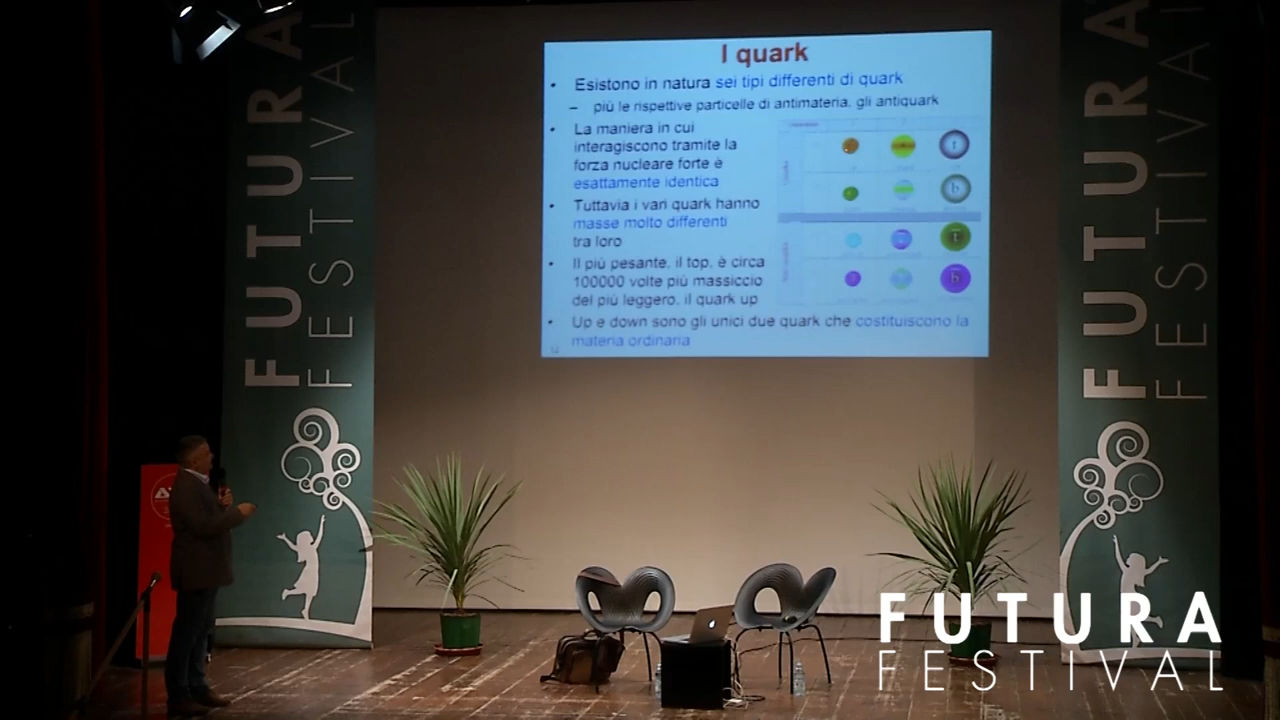 FUTURA
FESTIVAL
I quark
• Esistono in natura sei tipi differenti di quark
– più le rispettive particelle di antimateria, gli antiquark
• La maniera in cui
interagiscono tramite la
forza nucleare forte è
esattamente identica
• Tuttavia i vari quark hanno
masse molto differenti
tra loro
• Il più pesante, il top, è circa
100000 volte più massiccio
del più leggero, il quark up
• Up e down sono gli unici due quark che costituiscono la
materia ordinaria
t
b
t
b
FUTURA
FESTIVAL
FUTURA
FESTIVAL